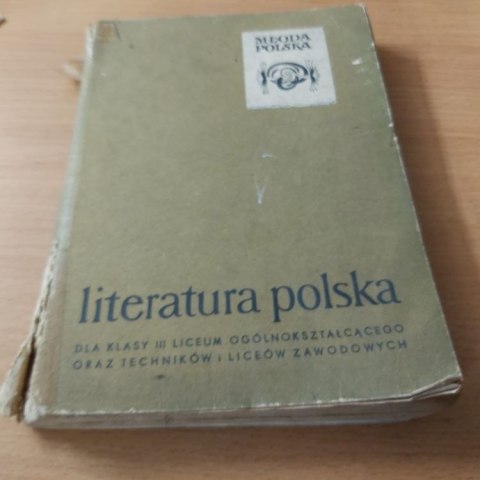 MŁODA
POLSKA
literatura polska
DLA KLASY III LICEUM OGÓLNOKSZTAŁCĄCEGO
ORAZ TECHNIKÓW i LICEÓW ZAWODOWYCH